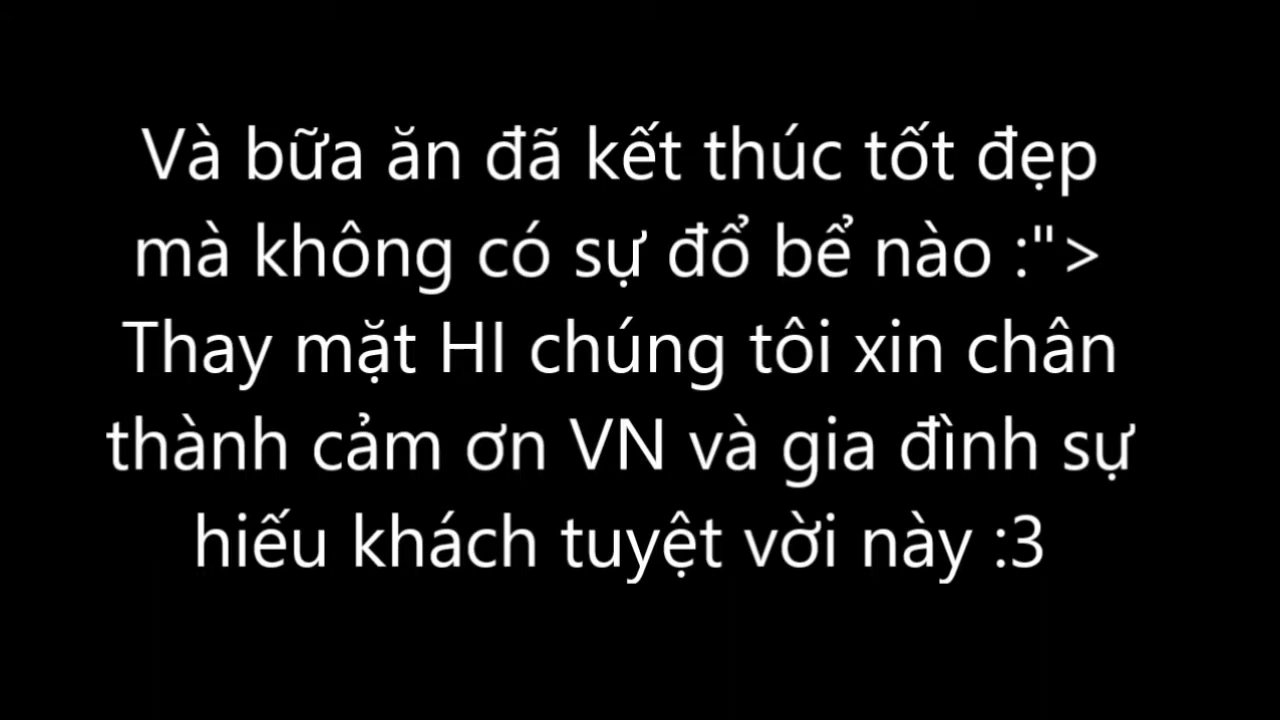 Và bữa ăn đã kết thúc tốt đẹp
mà không có sự đổ bể nào :">
Thay mặt HI chúng tôi xin chân
thành cảm ơn VN và gia đình sự
hiếu khách tuyệt vời này :3